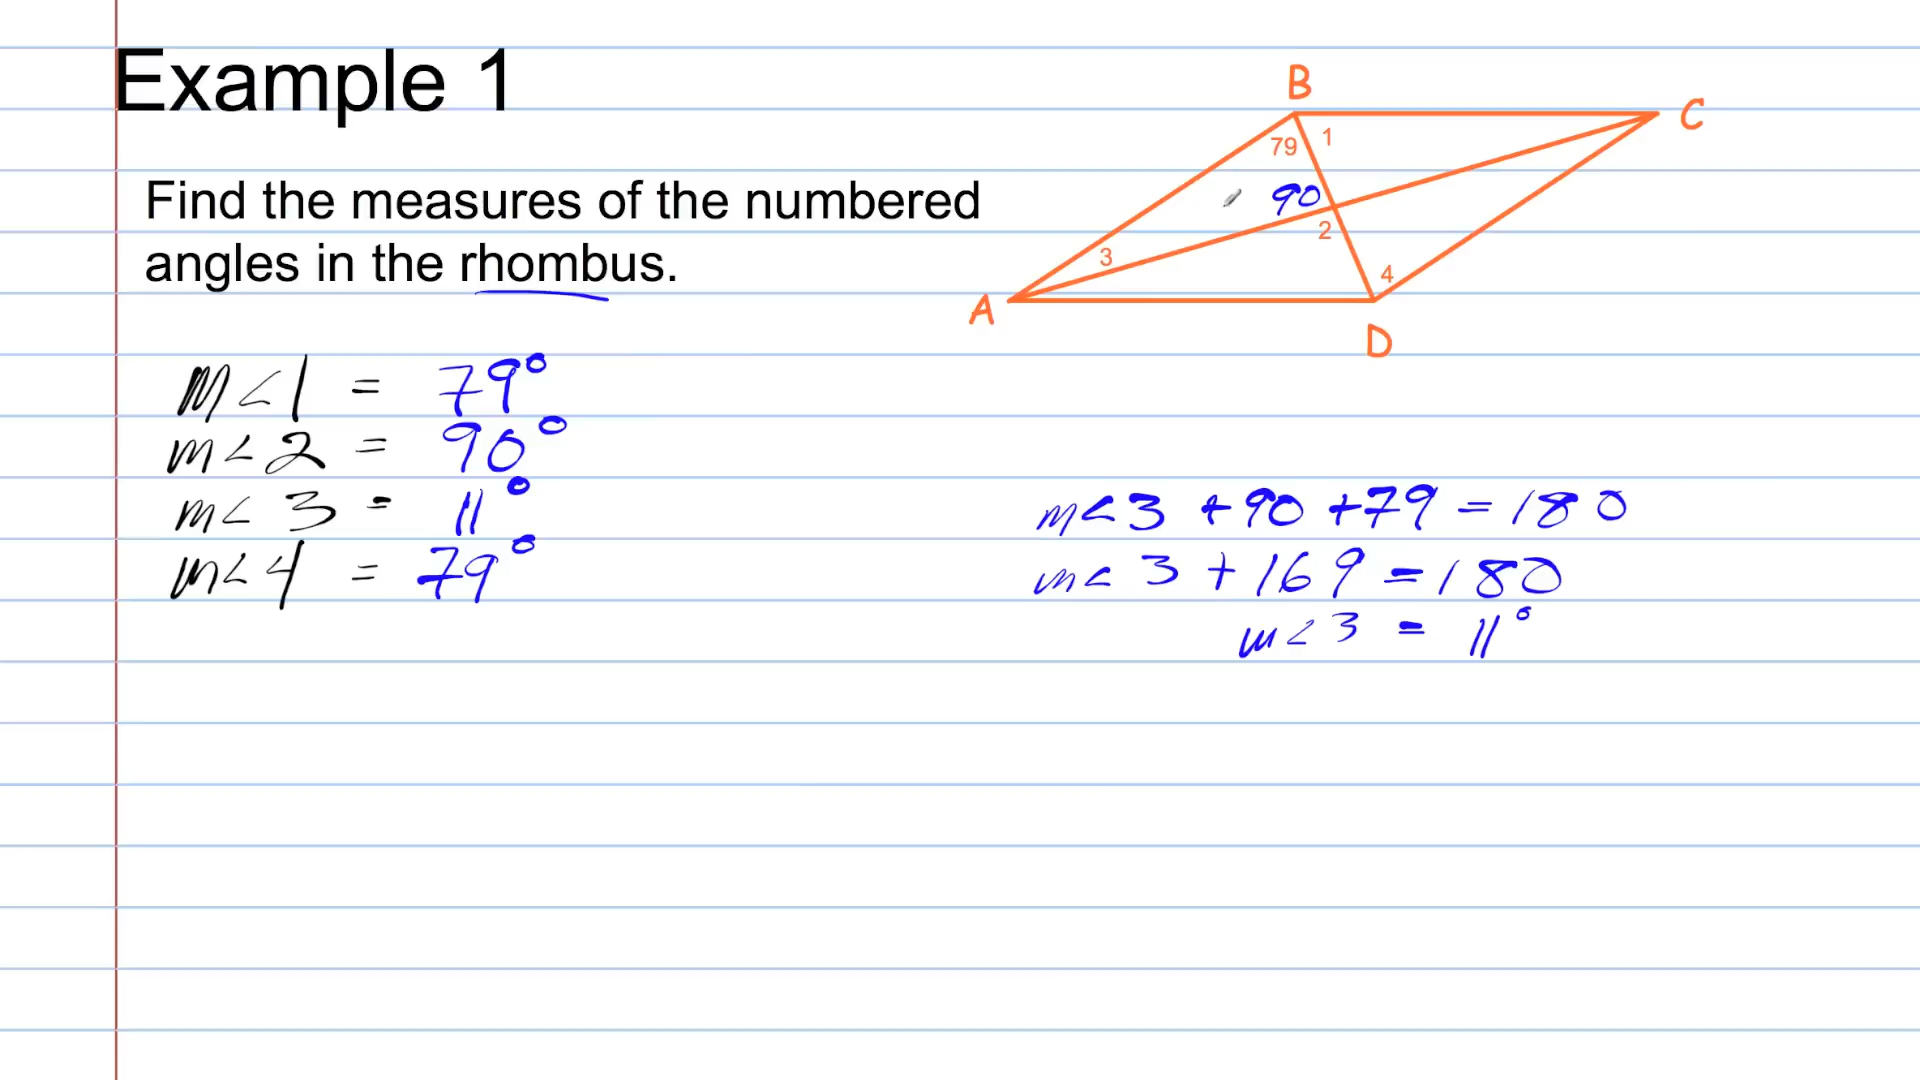 Example 1
Find the measures of the numbered
angles in the rhombus.
B
C
79
1
90
2
3
4
A
D
m<1 = 79°
m<2 = 90°
m<3 = 11°
m<4 = 79°
m<3 +90 +79 = 180
m<3 + 169 = 180
m<3 = 11°